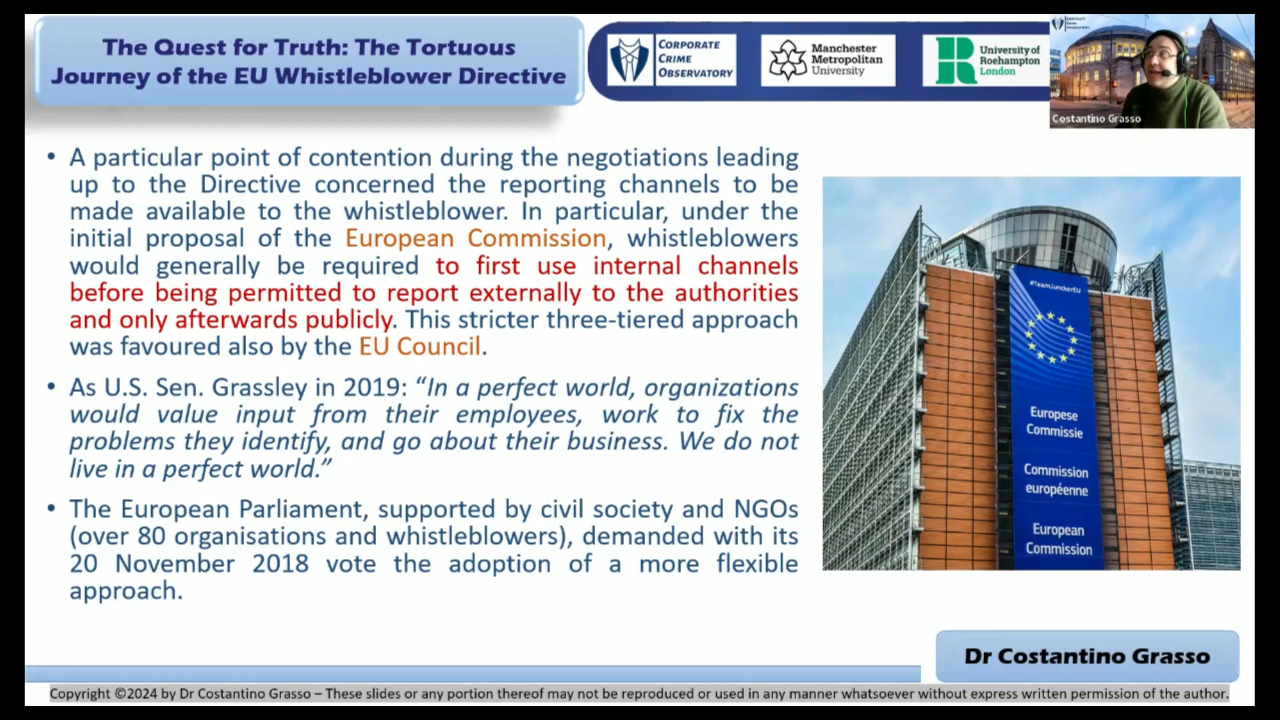 The Quest for Truth: The Tortuous
Journey of the EU Whistleblower Directive
CORPORATE
CRIME
OBSERVATORY
Manchester
Metropolitan
University
University of
Roehampton
London
Costantino Grasso
• A particular point of contention during the negotiations leading
up to the Directive concerned the reporting channels to be
made available to the whistleblower. In particular, under the
initial proposal of the European Commission, whistleblowers
would generally be required to first use internal channels
before being permitted to report externally to the authorities
and only afterwards publicly. This stricter three-tiered approach
was favoured also by the EU Council.
• As U.S. Sen. Grassley in 2019: “In a perfect world, organizations
would value input from their employees, work to fix the
problems they identify, and go about their business. We do not
live in a perfect world.”
• The European Parliament, supported by civil society and NGOs
(over 80 organisations and whistleblowers), demanded with its
20 November 2018 vote the adoption of a more flexible
approach.
#TeamJunckerEU
Europese
Commissie
Commission
européenne
European
Commission
Dr Costantino Grasso
Copyright ©2024 by Dr Costantino Grasso – These slides or any portion thereof may not be reproduced or used in any manner whatsoever without express written permission of the author.